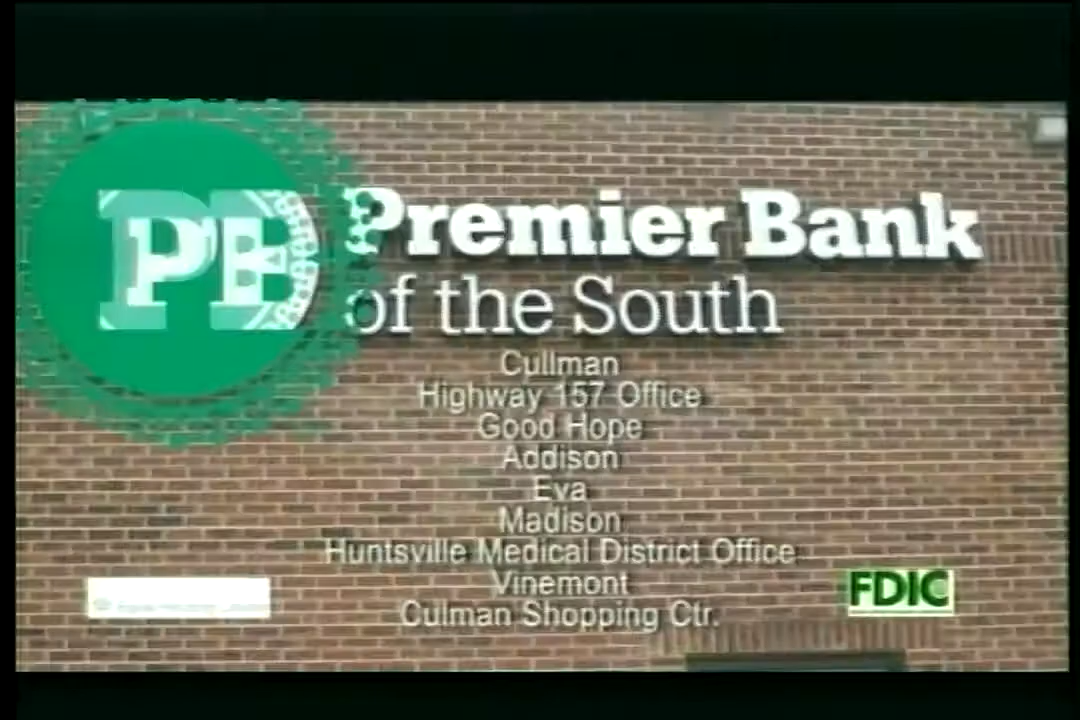 PB
Premier Bank
of the South
Cullman
Highway 157 Office
Good Hope
Addison
Eva
Madison
Huntsville Medical District Office
Vinemont
Culman Shopping Ctr.
FDIC